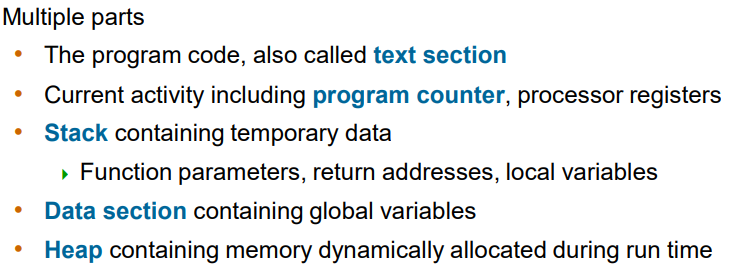 Multiple parts
• The program code, also called text section
• Current activity including program counter, processor registers
• Stack containing temporary data
Function parameters, return addresses, local variables
• Data section containing global variables
• Heap containing memory dynamically allocated during run time